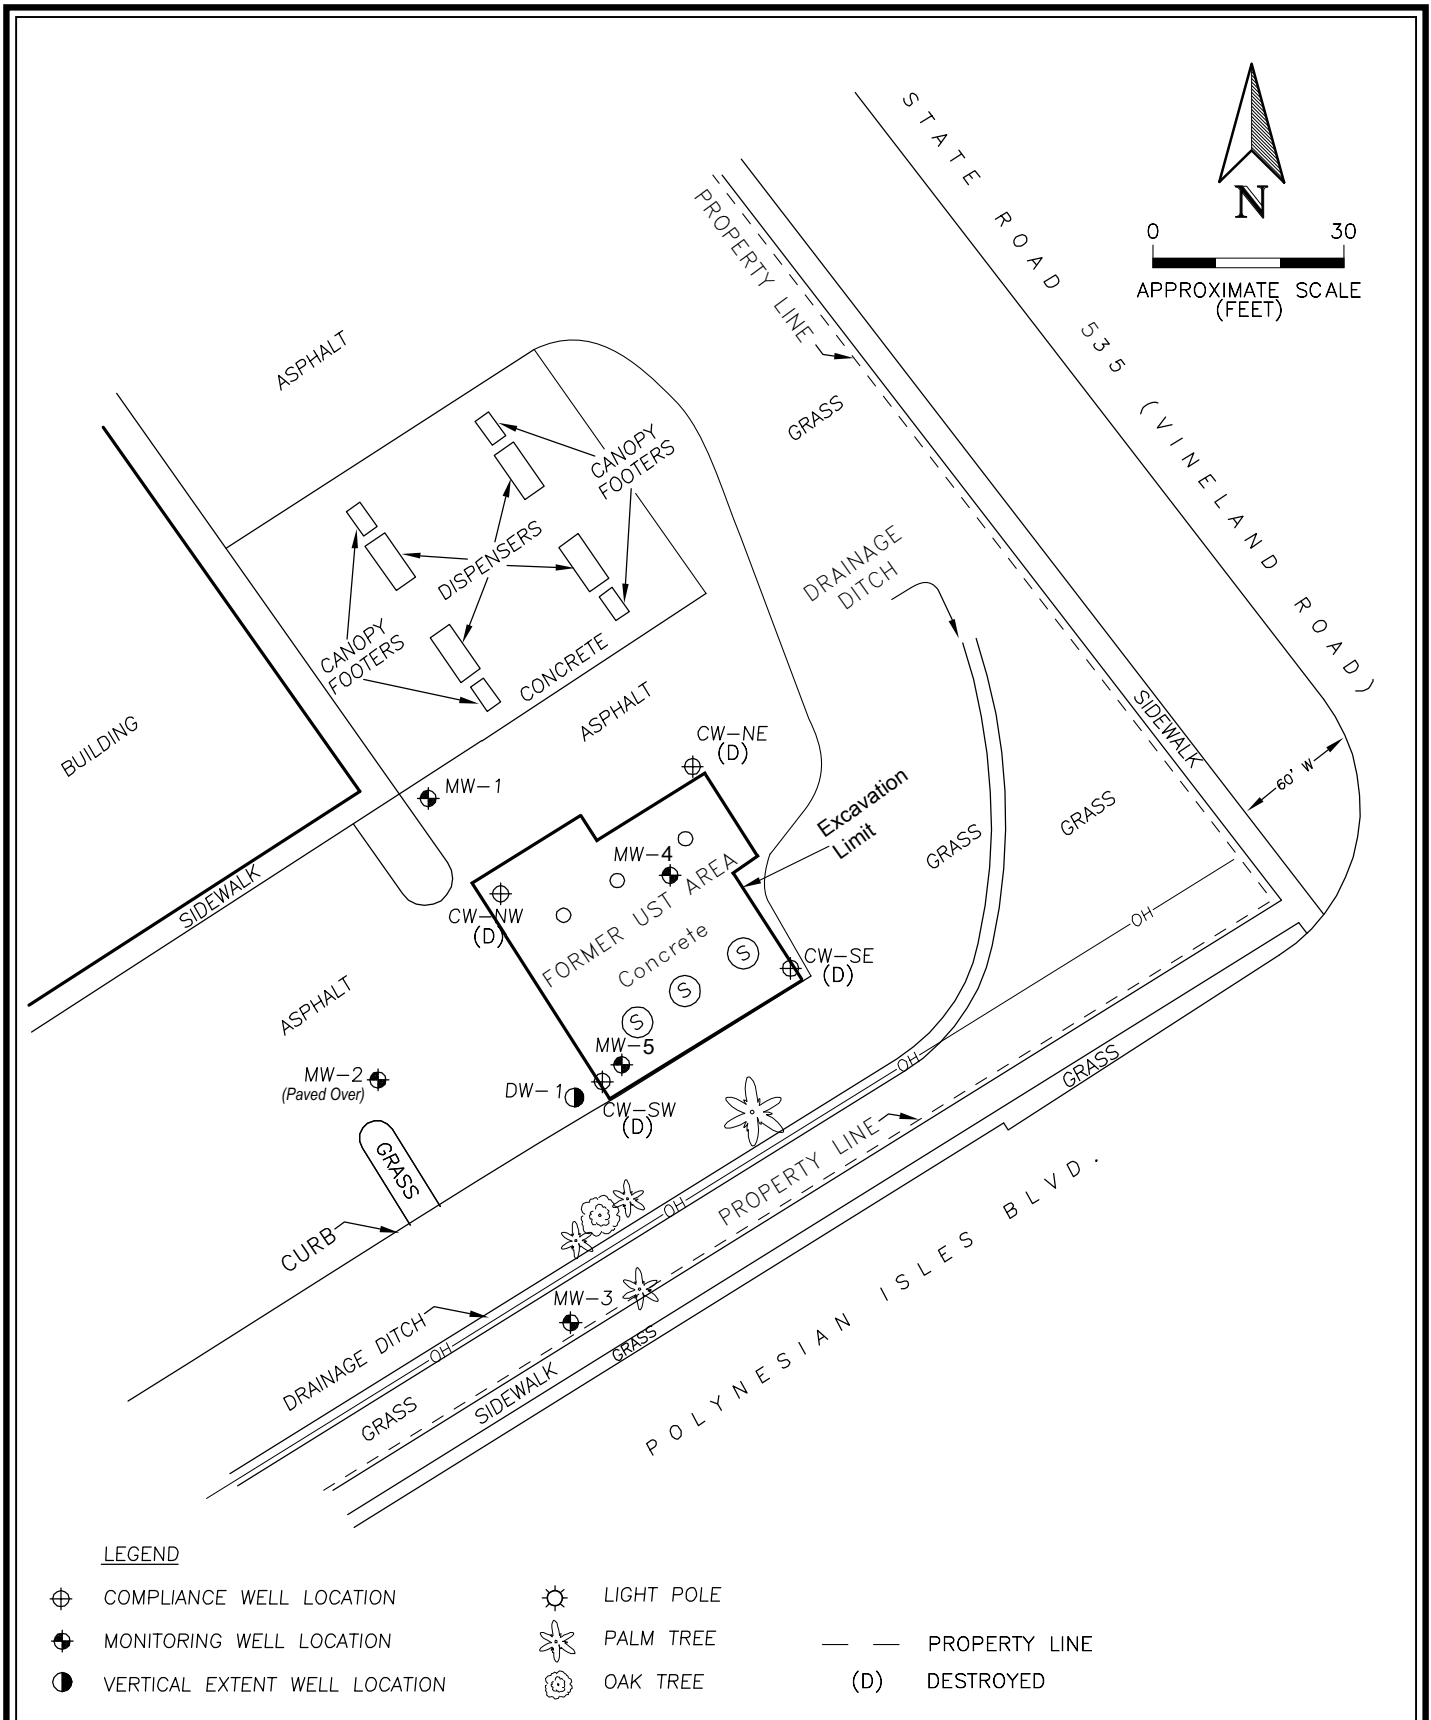 STATE ROAD 535 (VINELAND ROAD)
N
0 30
APPROXIMATE SCALE
(FEET)
PROPERTY LINE
ASPHALT
GRASS
CANOPY
FOOTERS
DISPENSERS
DRAINAGE
DITCH
CANOPY
FOOTERS
CONCRETE
ASPHALT
BUILDING
SIDEWALK
CW-NE
(D)
60' W
MW-1
Excavation
Limit
GRASS
GRASS
MW-4
SIDEWALK
CW-NW
(D)
FORMER UST AREA
Concrete
OH
S
CW-SE
(D)
S
S
ASPHALT
MW-5
MW-2
(Paved Over)
DW-1
CW-SW
(D)
OH
GRASS
GRASS
PROPERTY LINE
OH
CURB
POLYNESIAN ISLES BLVD.
MW-3
DRAINAGE DITCH
OH
GRASS
SIDEWALK
GRASS
LEGEND
COMPLIANCE WELL LOCATION
MONITORING WELL LOCATION
VERTICAL EXTENT WELL LOCATION
LIGHT POLE
PALM TREE
OAK TREE
PROPERTY LINE
(D) DESTROYED